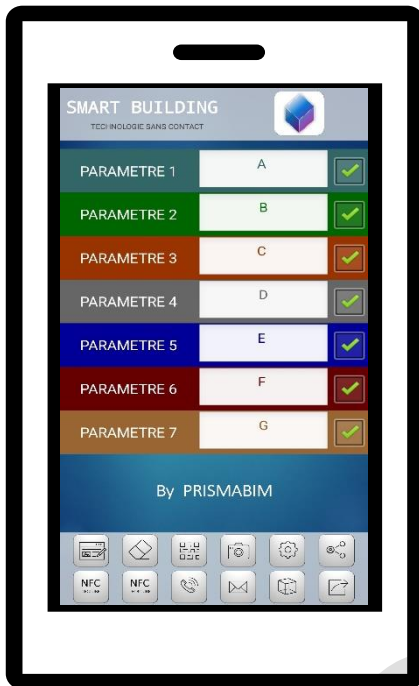 SMART BUILDING
TECHNOLOGIE SANS CONTACT
PARAMETRE 1 A
PARAMETRE 2 B
PARAMETRE 3 C
PARAMETRE 4 D
PARAMETRE 5 E
PARAMETRE 6 F
PARAMETRE 7 G
By PRISMABIM
NFC NFC